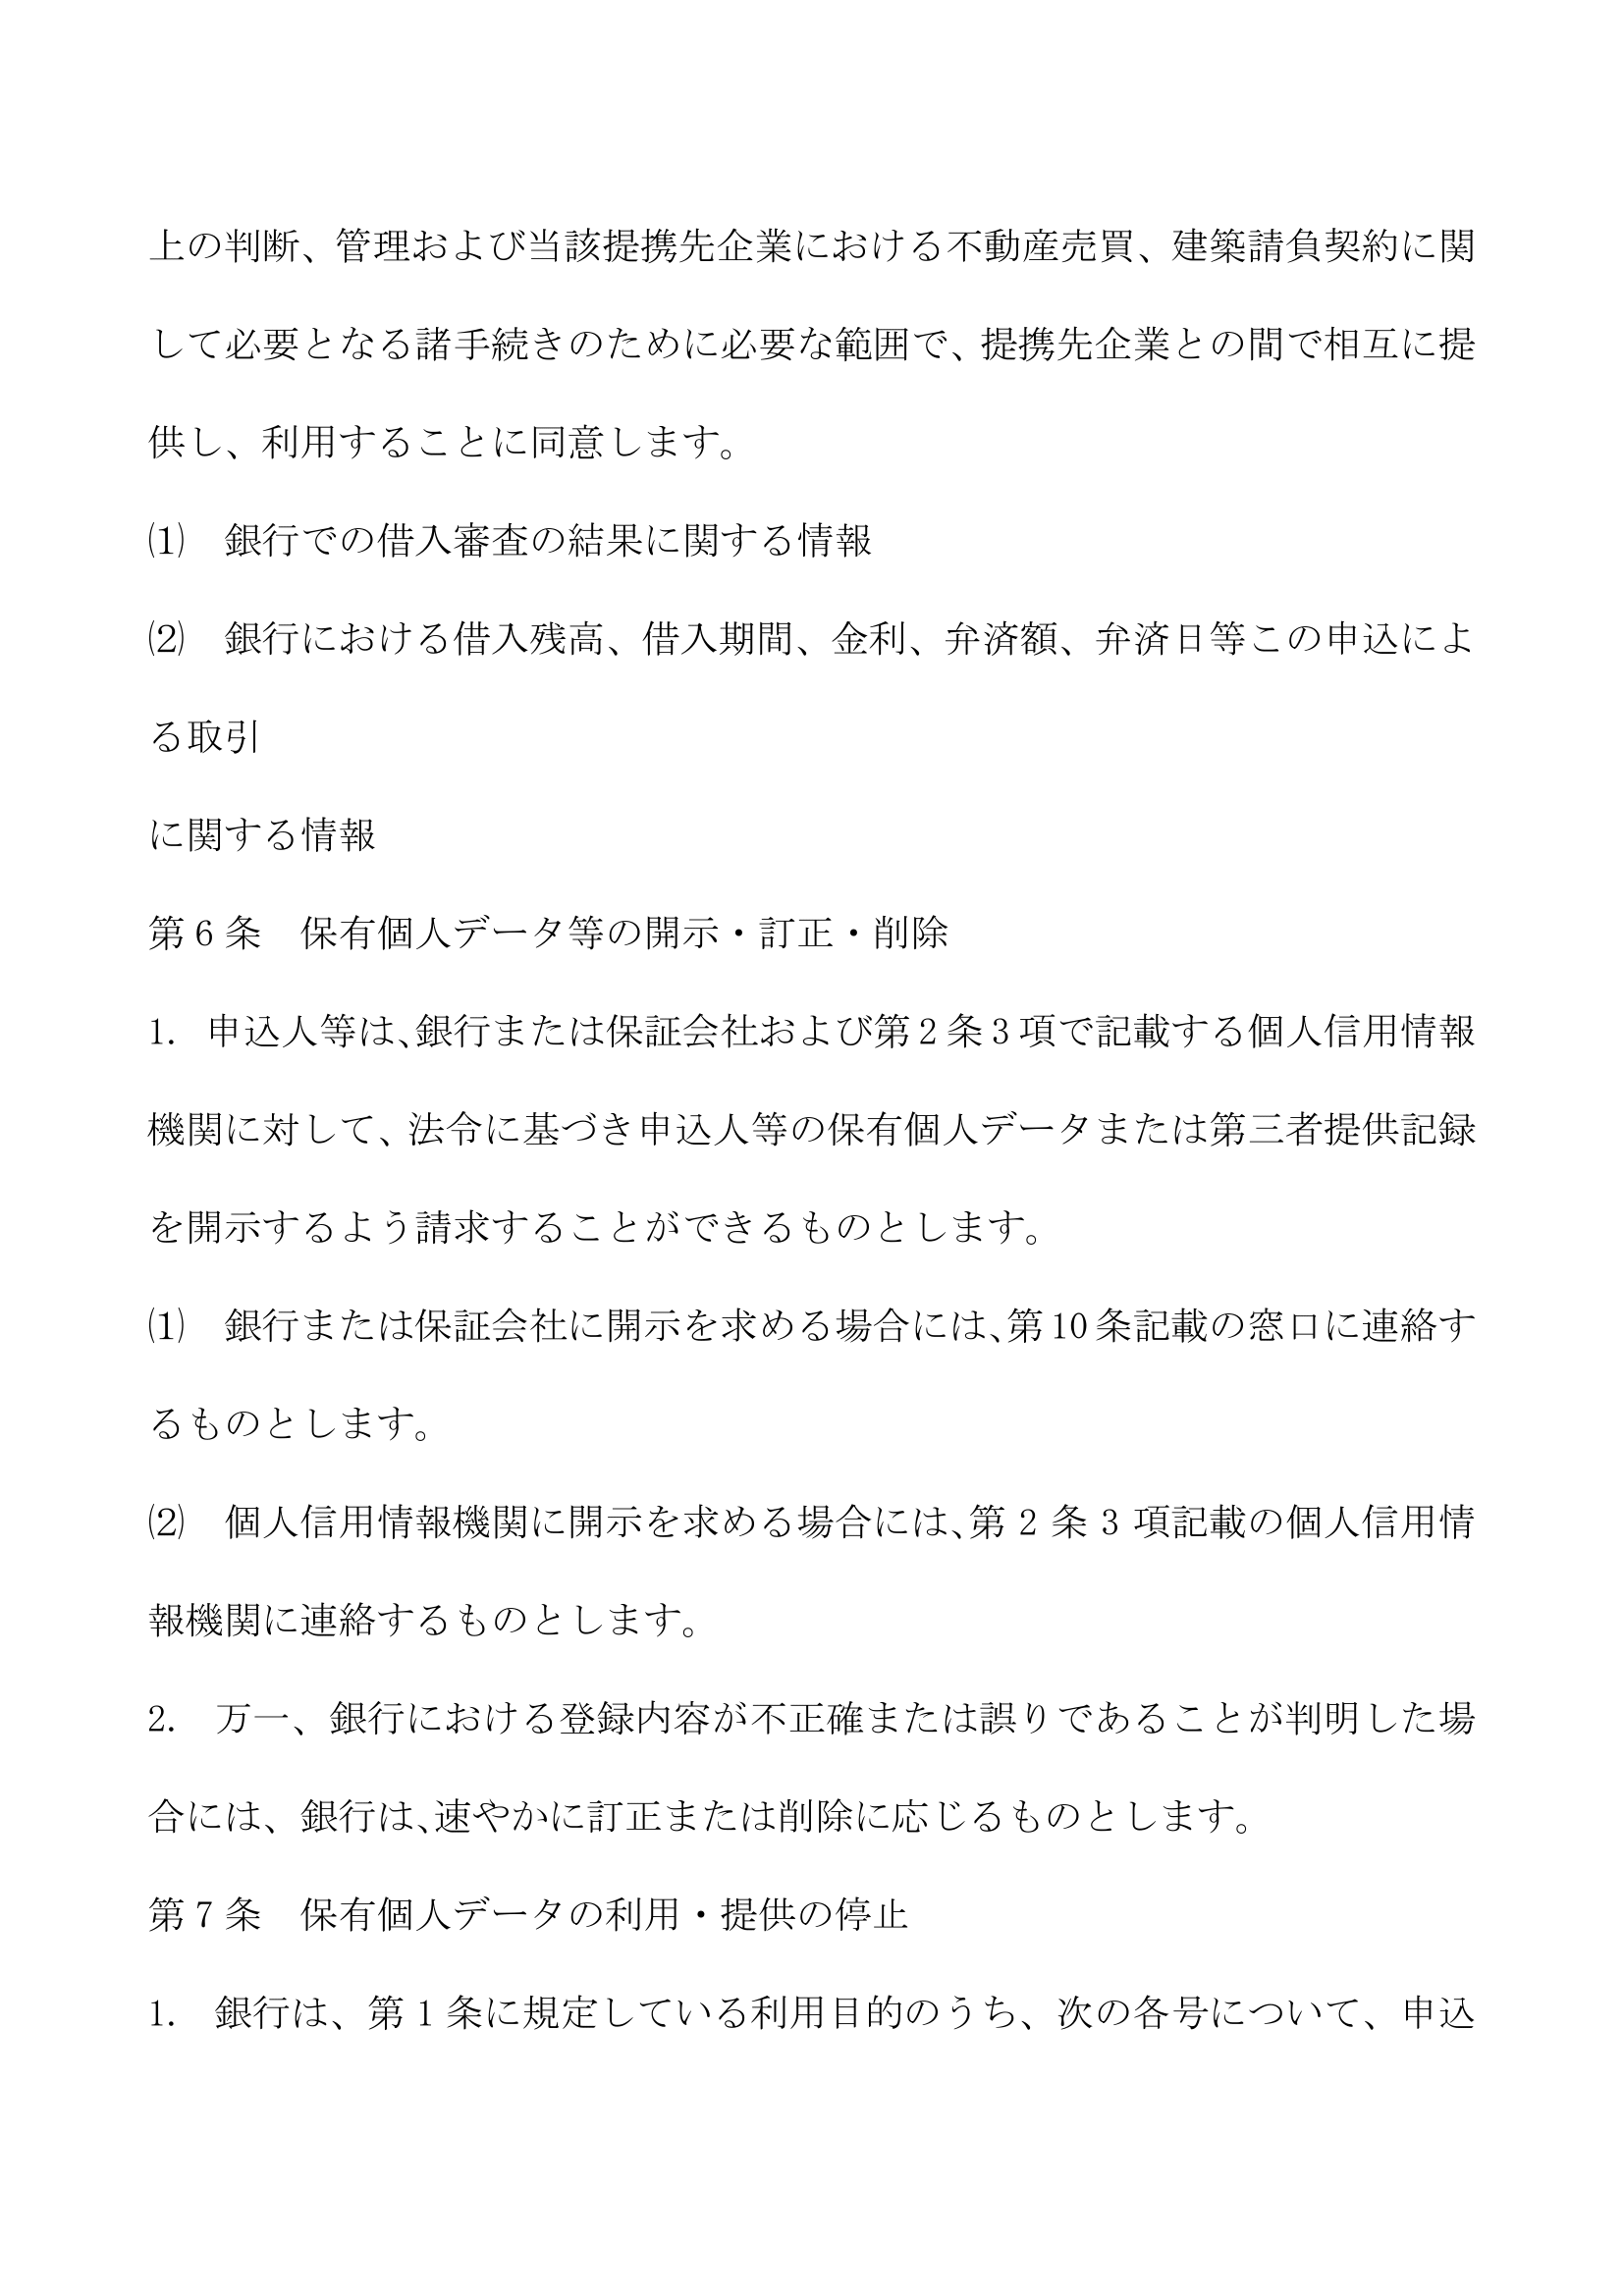 上の判断、管理および当該提携先企業における不動産売買、建築請負契約に関
して必要となる諸手続きのために必要な範囲で、提携先企業との間で相互に提
供し、利用することに同意します。
⑴　銀行での借入審査の結果に関する情報
⑵　銀行における借入残高、借入期間、金利、弁済額、弁済日等この申込によ
る取引
に関する情報
第 6 条　保有個人データ等の開示・訂正・削除
1.　申込人等は､銀行または保証会社および第 2 条 3 項で記載する個人信用情報
機関に対して、法令に基づき申込人等の保有個人データまたは第三者提供記録
を開示するよう請求することができるものとします。
⑴　銀行または保証会社に開示を求める場合には､第 10 条記載の窓口に連絡す
るものとします。
⑵　個人信用情報機関に開示を求める場合には､第 2 条 3 項記載の個人信用情
報機関に連絡するものとします。
2.　万一、銀行における登録内容が不正確または誤りであることが判明した場
合には、銀行は､速やかに訂正または削除に応じるものとします。
第 7 条　保有個人データの利用・提供の停止
1.　銀行は、第 1 条に規定している利用目的のうち、次の各号について、申込